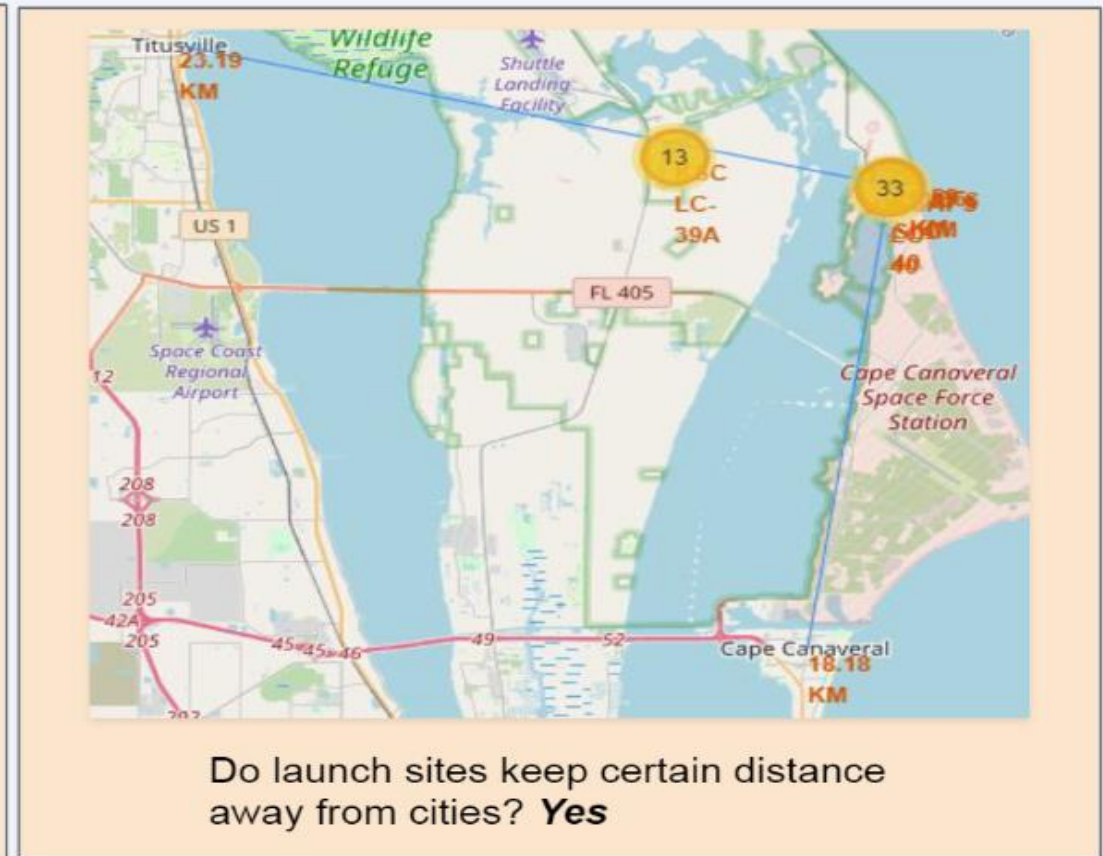 Titusville
23.19
KM
Wildlife
Refuge
Shuttle
Landing
Facility
13
LC-
39A
33
KM
40
US 1
FL 405
Space Coast
Regional
Airport
12
Cape Canaveral
Space Force
Station
208
208
205
42A
205
45
45
46
49
52
Cape Canaveral
18.18
KM
Do launch sites keep certain distance
away from cities? Yes